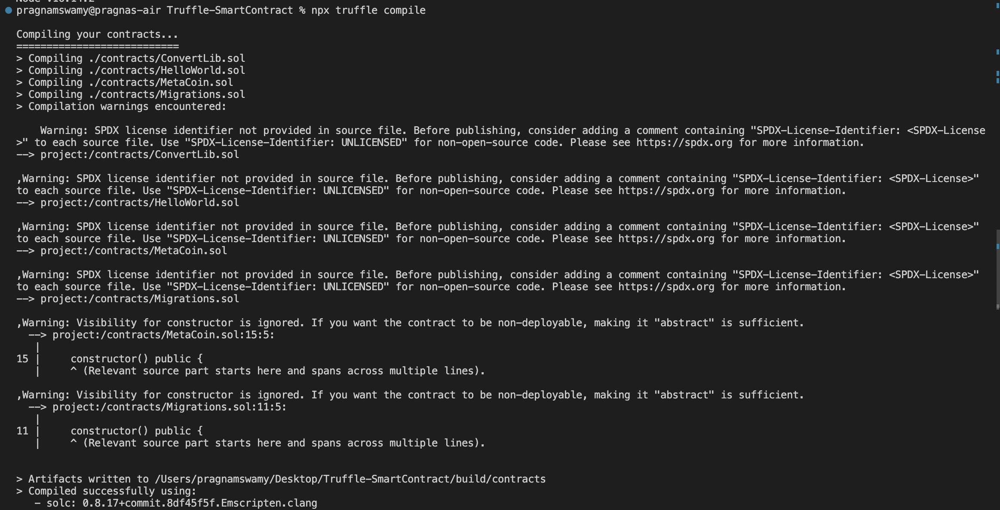 Node v16.14.2
pragnamswamy@pragnas-air Truffle-SmartContract % npx truffle compile
Compiling your contracts...
===========================
> Compiling ./contracts/ConvertLib.sol
> Compiling ./contracts/HelloWorld.sol
> Compiling ./contracts/MetaCoin.sol
> Compiling ./contracts/Migrations.sol
> Compilation warnings encountered:
    Warning: SPDX license identifier not provided in source file. Before publishing, consider adding a comment containing "SPDX-License-Identifier: <SPDX-License
>" to each source file. Use "SPDX-License-Identifier: UNLICENSED" for non-open-source code. Please see https://spdx.org for more information.
--> project:/contracts/ConvertLib.sol
,Warning: SPDX license identifier not provided in source file. Before publishing, consider adding a comment containing "SPDX-License-Identifier: <SPDX-License>"
to each source file. Use "SPDX-License-Identifier: UNLICENSED" for non-open-source code. Please see https://spdx.org for more information.
--> project:/contracts/HelloWorld.sol
,Warning: SPDX license identifier not provided in source file. Before publishing, consider adding a comment containing "SPDX-License-Identifier: <SPDX-License>"
to each source file. Use "SPDX-License-Identifier: UNLICENSED" for non-open-source code. Please see https://spdx.org for more information.
--> project:/contracts/MetaCoin.sol
,Warning: SPDX license identifier not provided in source file. Before publishing, consider adding a comment containing "SPDX-License-Identifier: <SPDX-License>"
to each source file. Use "SPDX-License-Identifier: UNLICENSED" for non-open-source code. Please see https://spdx.org for more information.
--> project:/contracts/Migrations.sol
,Warning: Visibility for constructor is ignored. If you want the contract to be non-deployable, making it "abstract" is sufficient.
  --> project:/contracts/MetaCoin.sol:15:5:
   |
15 |     constructor() public {
   |     ^ (Relevant source part starts here and spans across multiple lines).
,Warning: Visibility for constructor is ignored. If you want the contract to be non-deployable, making it "abstract" is sufficient.
  --> project:/contracts/Migrations.sol:11:5:
   |
11 |     constructor() public {
   |     ^ (Relevant source part starts here and spans across multiple lines).
> Artifacts written to /Users/pragnamswamy/Desktop/Truffle-SmartContract/build/contracts
> Compiled successfully using:
   - solc: 0.8.17+commit.8df45f5f.Emscripten.clang